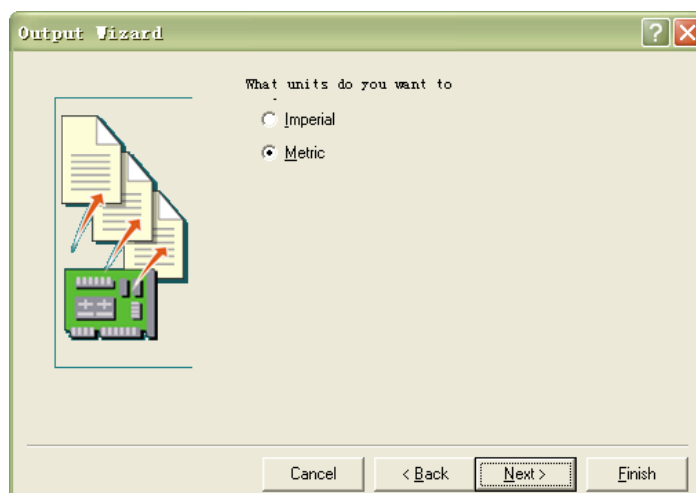 Output Wizard
What units do you want to
Imperial
Metric
Cancel
< Back
Next >
Finish